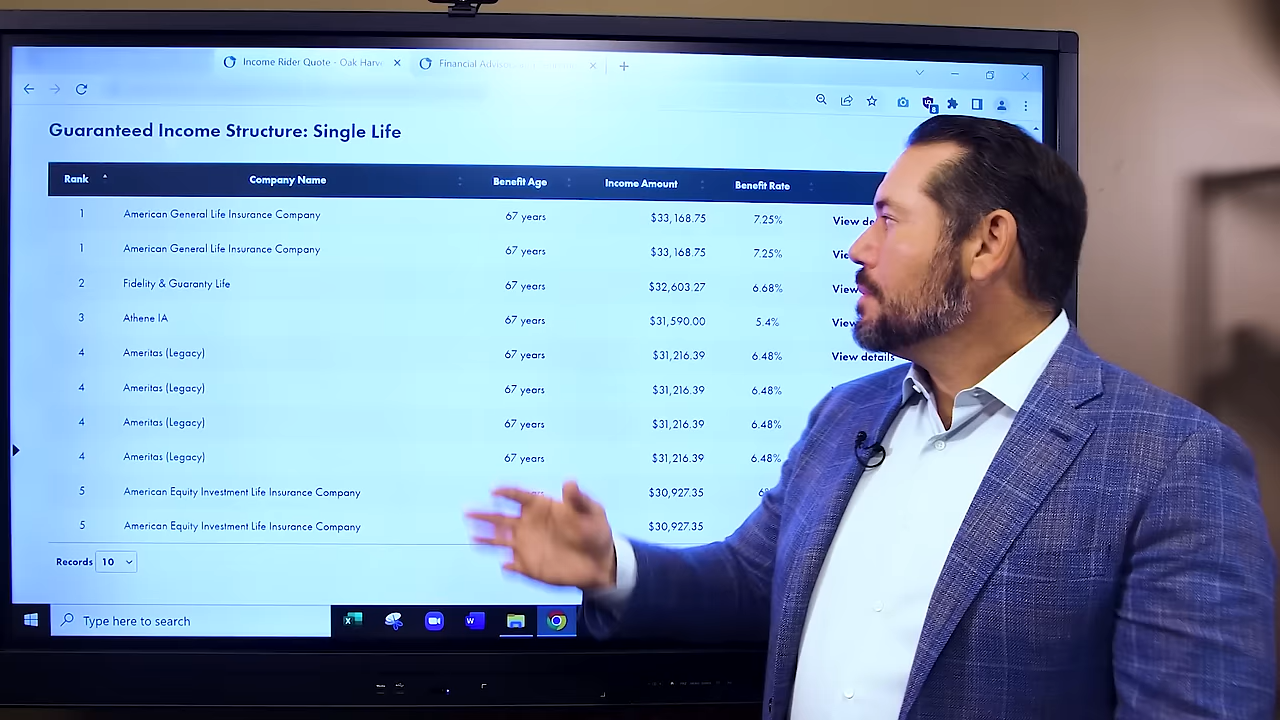 Income Rider Quote - Oak Harv
Financial Advis
Guaranteed Income Structure: Single Life
Rank Company Name Benefit Age Income Amount Benefit Rate
1 American General Life Insurance Company 67 years $33,168.75 7.25% View de
1 American General Life Insurance Company 67 years $33,168.75 7.25% Vie
2 Fidelity & Guaranty Life 67 years $32,603.27 6.68% View
3 Athene IA 67 years $31,590.00 5.4% View
4 Ameritas (Legacy) 67 years $31,216.39 6.48% View details
4 Ameritas (Legacy) 67 years $31,216.39 6.48%
4 Ameritas (Legacy) 67 years $31,216.39 6.48%
4 Ameritas (Legacy) 67 years $31,216.39 6.48%
5 American Equity Investment Life Insurance Company $30,927.35
5 American Equity Investment Life Insurance Company $30,927.35
Records 10
Type here to search